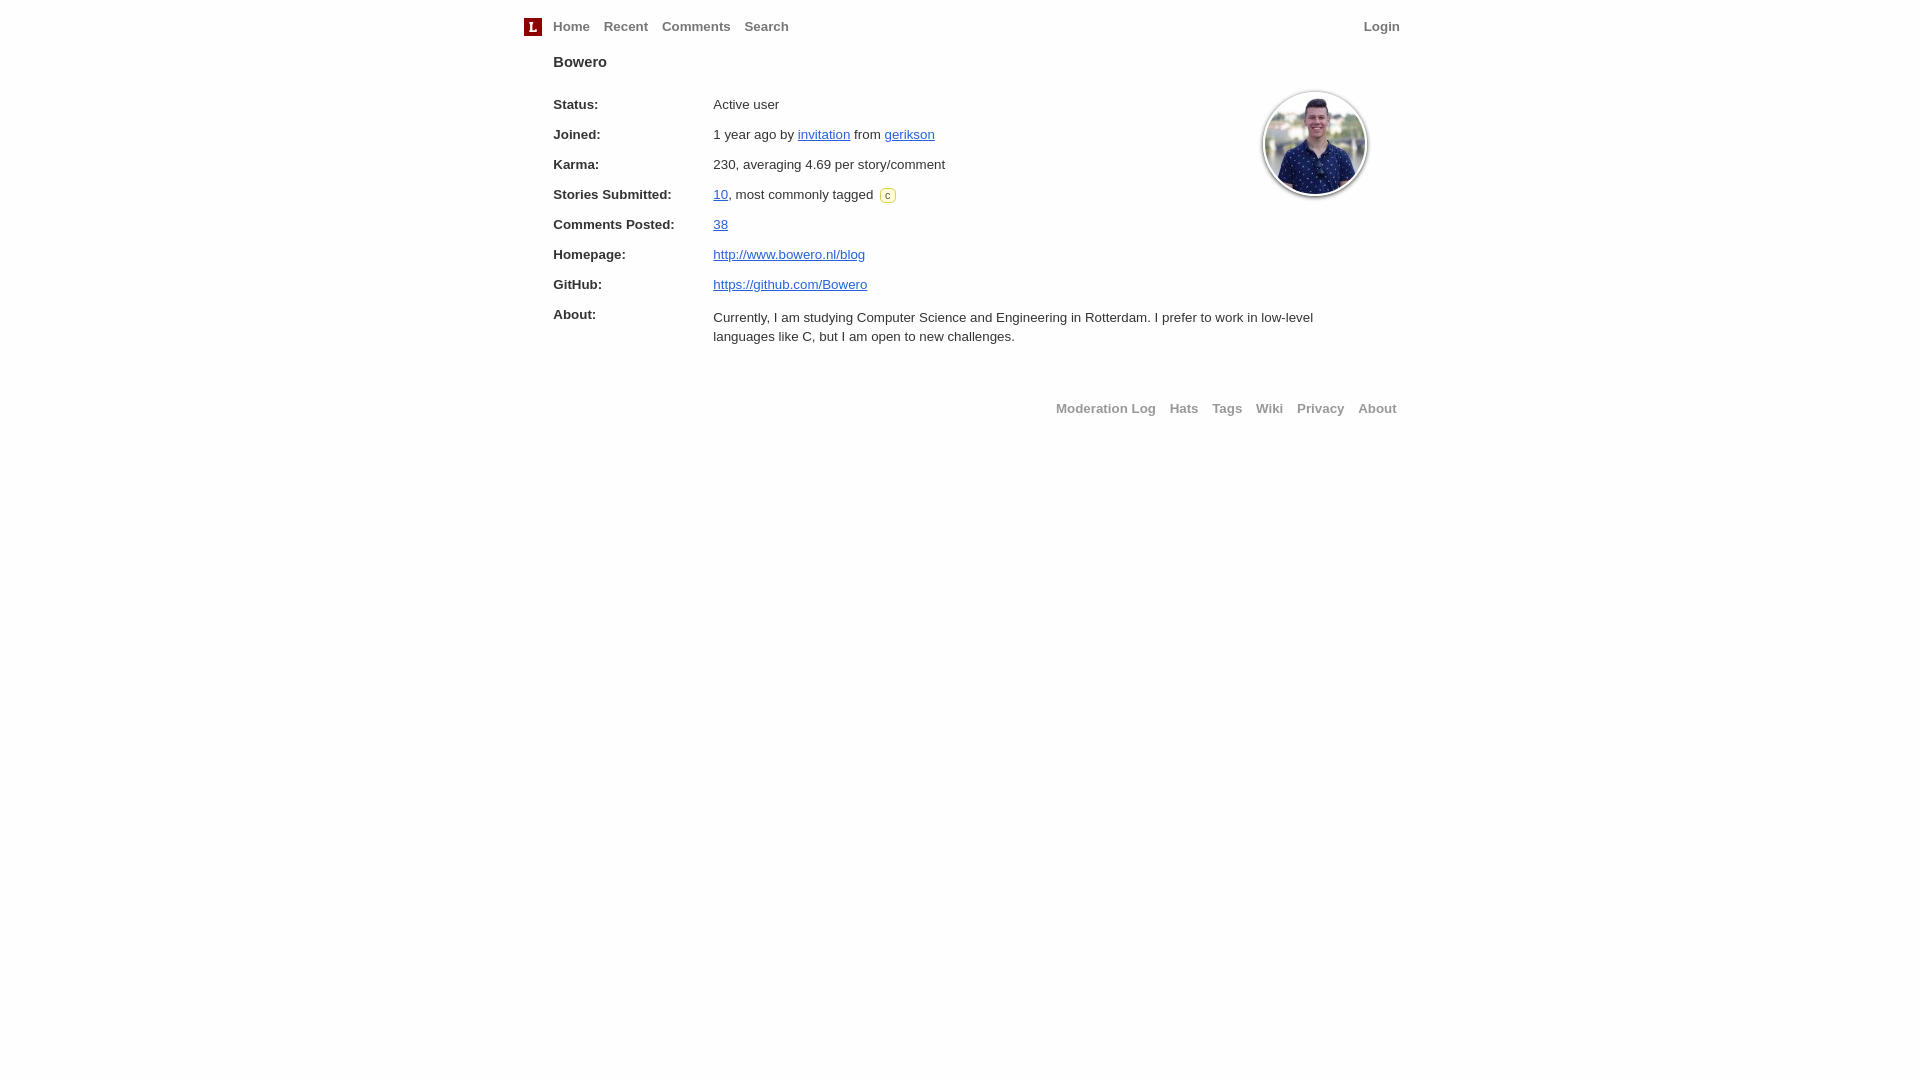 L Home Recent Comments Search Login
Bowero
Status: Active user
Joined: 1 year ago by invitation from gerikson
Karma: 230, averaging 4.69 per story/comment
Stories Submitted: 10, most commonly tagged c
Comments Posted: 38
Homepage: http://www.bowero.nl/blog
GitHub: https://github.com/Bowero
About: Currently, I am studying Computer Science and Engineering in Rotterdam. I prefer to work in low-level
languages like C, but I am open to new challenges.
Moderation Log Hats Tags Wiki Privacy About